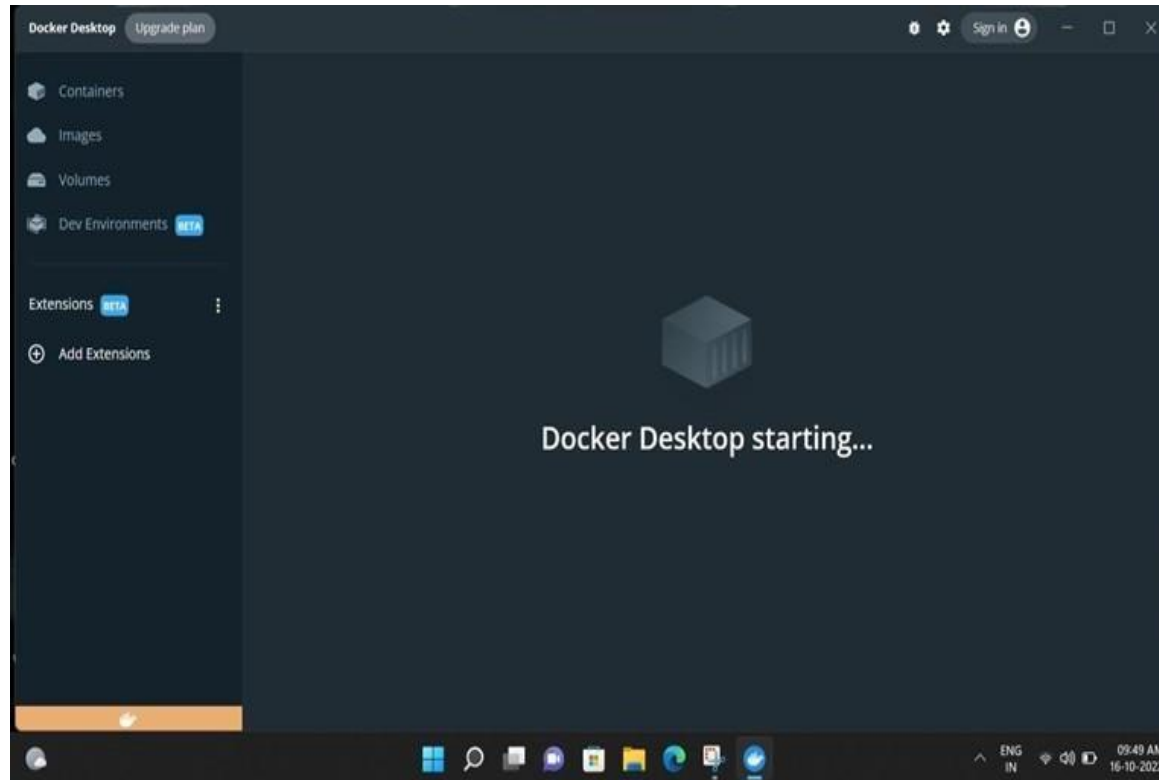 Docker Desktop
Upgrade plan
Sign in
Containers
Images
Volumes
Dev Environments BETA
Extensions BETA
Add Extensions
Docker Desktop starting...
ENG
IN
09:49 AM
16-10-202